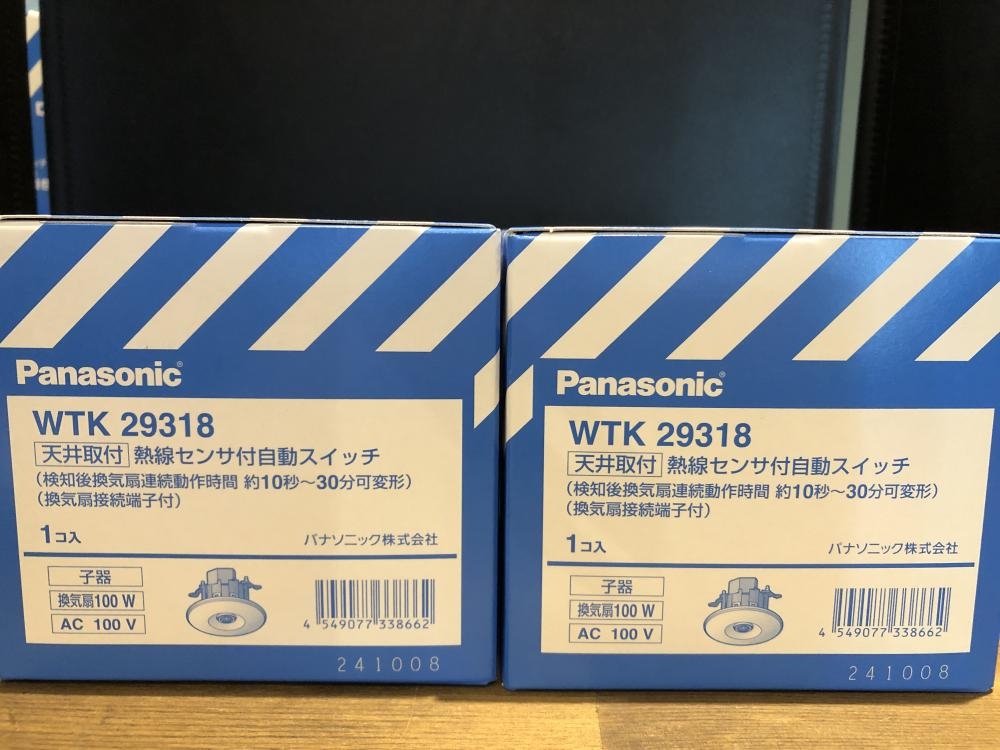 Panasonic
WTK 29318
天井取付 熱線センサ付自動スイッチ
(検知後換気扇連続動作時間 約10秒～30分可変形)
(換気扇接続端子付)
1コ入
パナソニック株式会社
子器
換気扇100 W
AC 100 V
4 549077 338662
241008
Panasonic
WTK 29318
天井取付 熱線センサ付自動スイッチ
(検知後換気扇連続動作時間 約10秒～30分可変形)
(換気扇接続端子付)
1コ入
パナソニック株式会社
子器
換気扇100 W
AC 100 V
4 549077 338662
241008